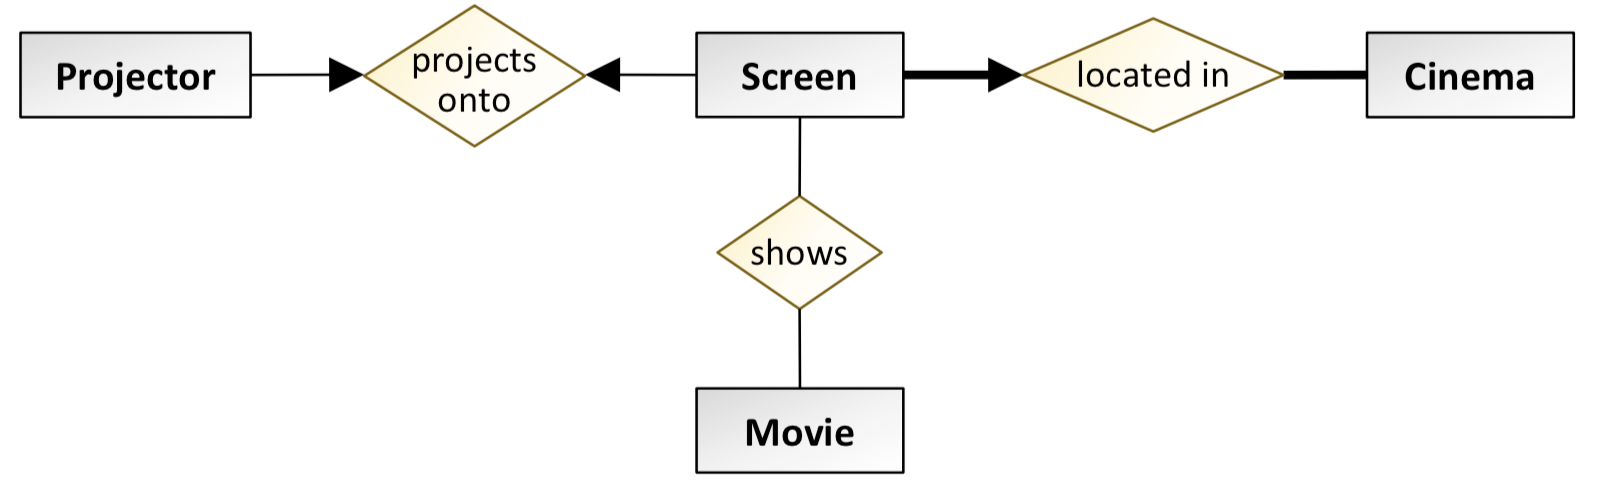 Projector
projects
onto
Screen
located in
Cinema
shows
Movie